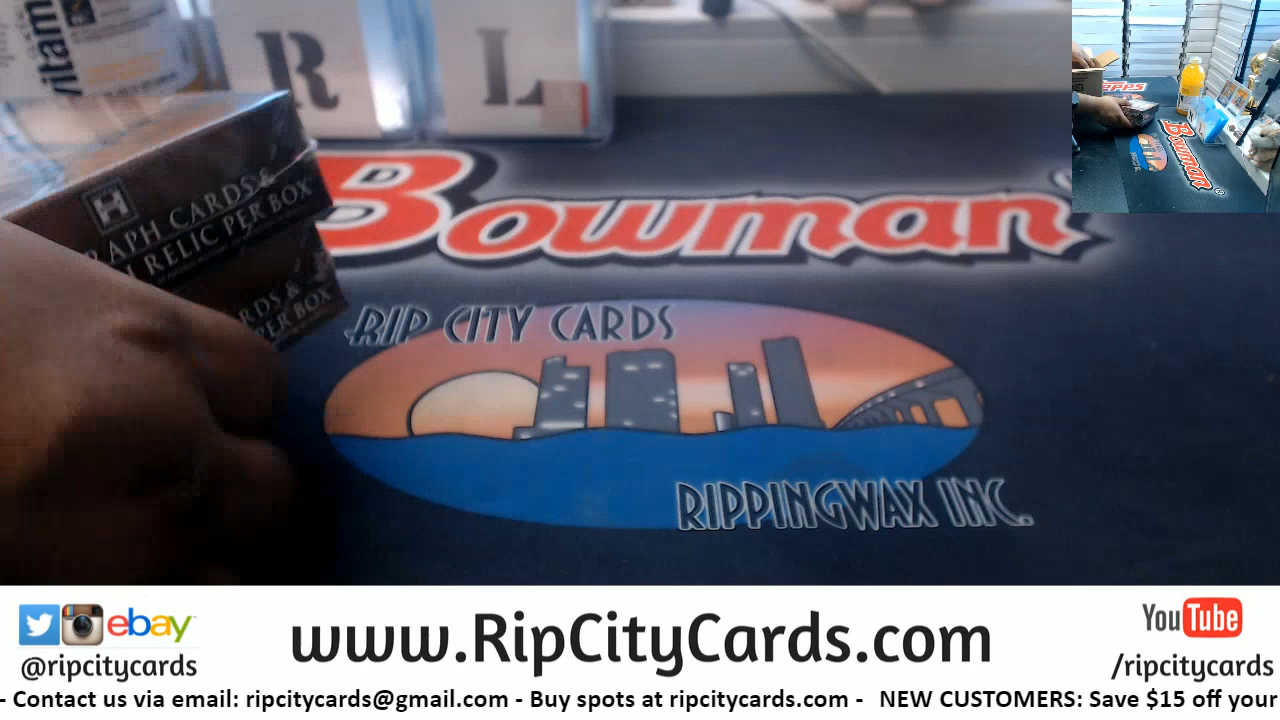 vitam
R L
RAPH CARDS &
RELIC PER BOX
RDS &
PER BOX
Bowman
RIP CITY CARDS
RIPPINGWAX INC.
Bowman
ebay
@ripcitycards
www.RipCityCards.com
YouTube
/ripcitycards
- Contact us via email: ripcitycards@gmail.com - Buy spots at ripcitycards.com - NEW CUSTOMERS: Save $15 off your